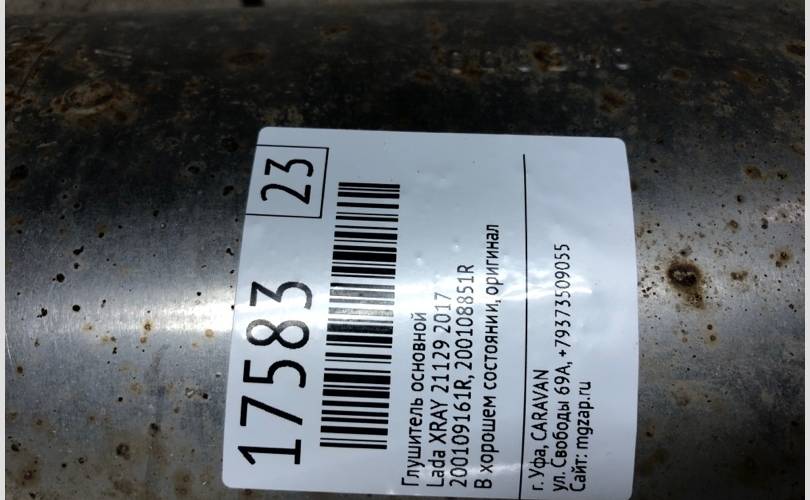 17583
23
Глушитель основной
Lada XRAY 21129 2017
200109161R, 200108851R
В хорошем состоянии, оригинал
г. Уфа, CARAVAN
ул. Свободы 69А, +79373509055
Сайт: mgzap.ru